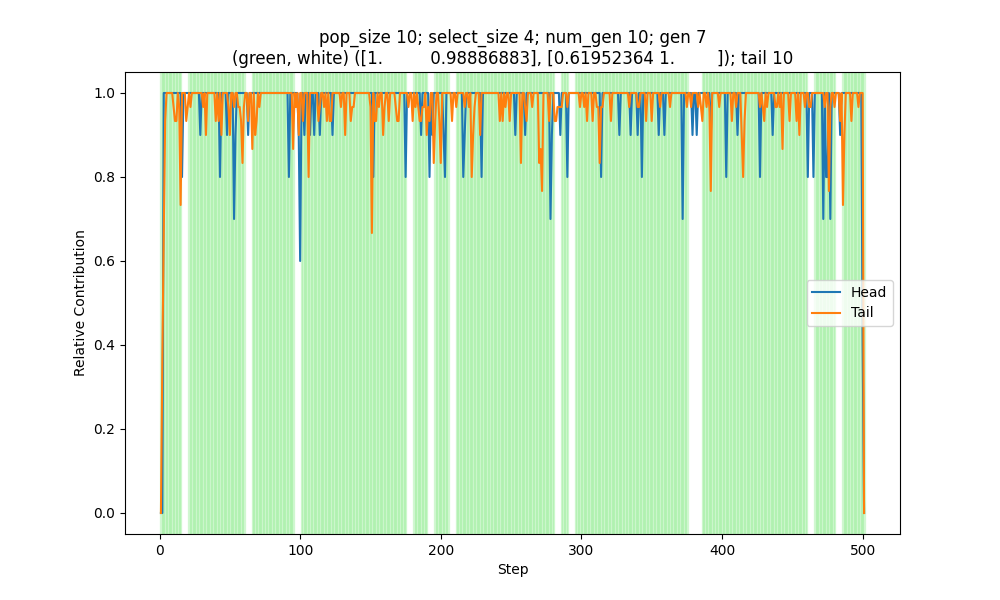 pop_size 10; select_size 4; num_gen 10; gen 7
(green, white) ([1. 0.98886883], [0.61952364 1. ]); tail 10
Relative Contribution
1.0
0.8
0.6
0.4
0.2
0.0
Head
Tail
0 100 200 300 400 500
Step